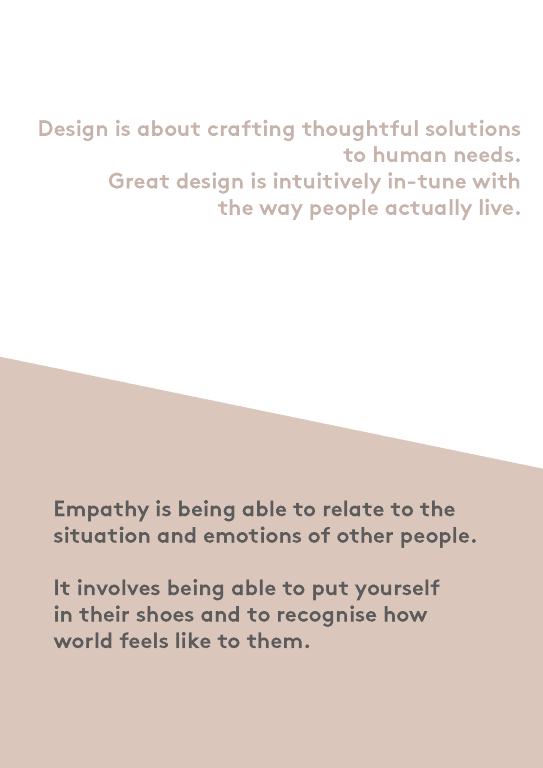 Design is about crafting thoughtful solutions
to human needs.
Great design is intuitively in-tune with
the way people actually live.
Empathy is being able to relate to the
situation and emotions of other people.
It involves being able to put yourself
in their shoes and to recognise how
world feels like to them.